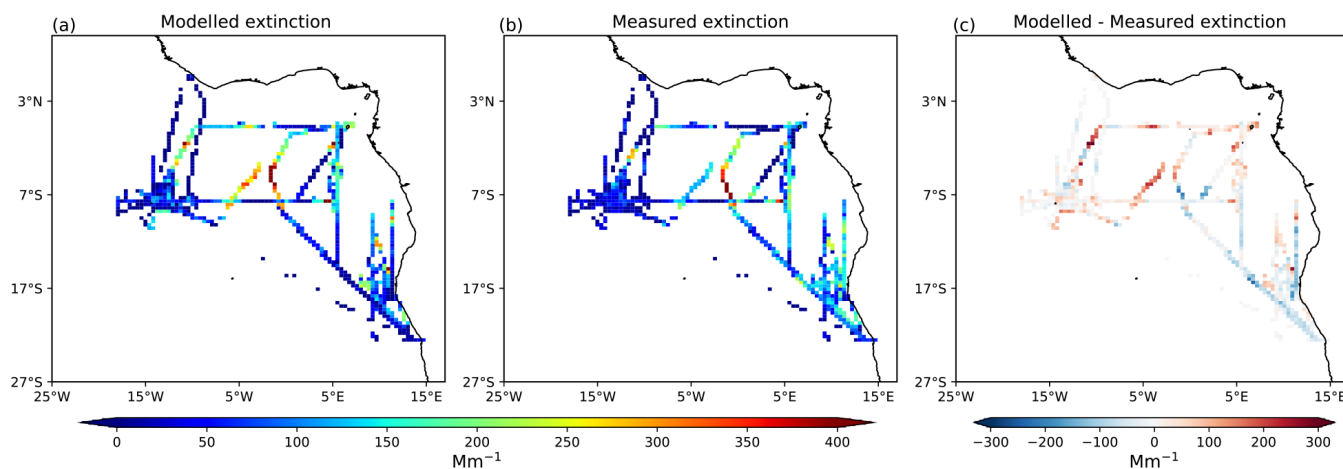 (a) Modelled extinction
(b) Measured extinction
(c) Modelled - Measured extinction
3°N
7°S
17°S
27°S
25°W 15°W 5°W 5°E 15°E
3°N
7°S
17°S
27°S
25°W 15°W 5°W 5°E 15°E
3°N
7°S
17°S
27°S
25°W 15°W 5°W 5°E 15°E
0 50 100 150 200 250 300 350 400
Mm⁻¹
−300 −200 −100 0 100 200 300
Mm⁻¹